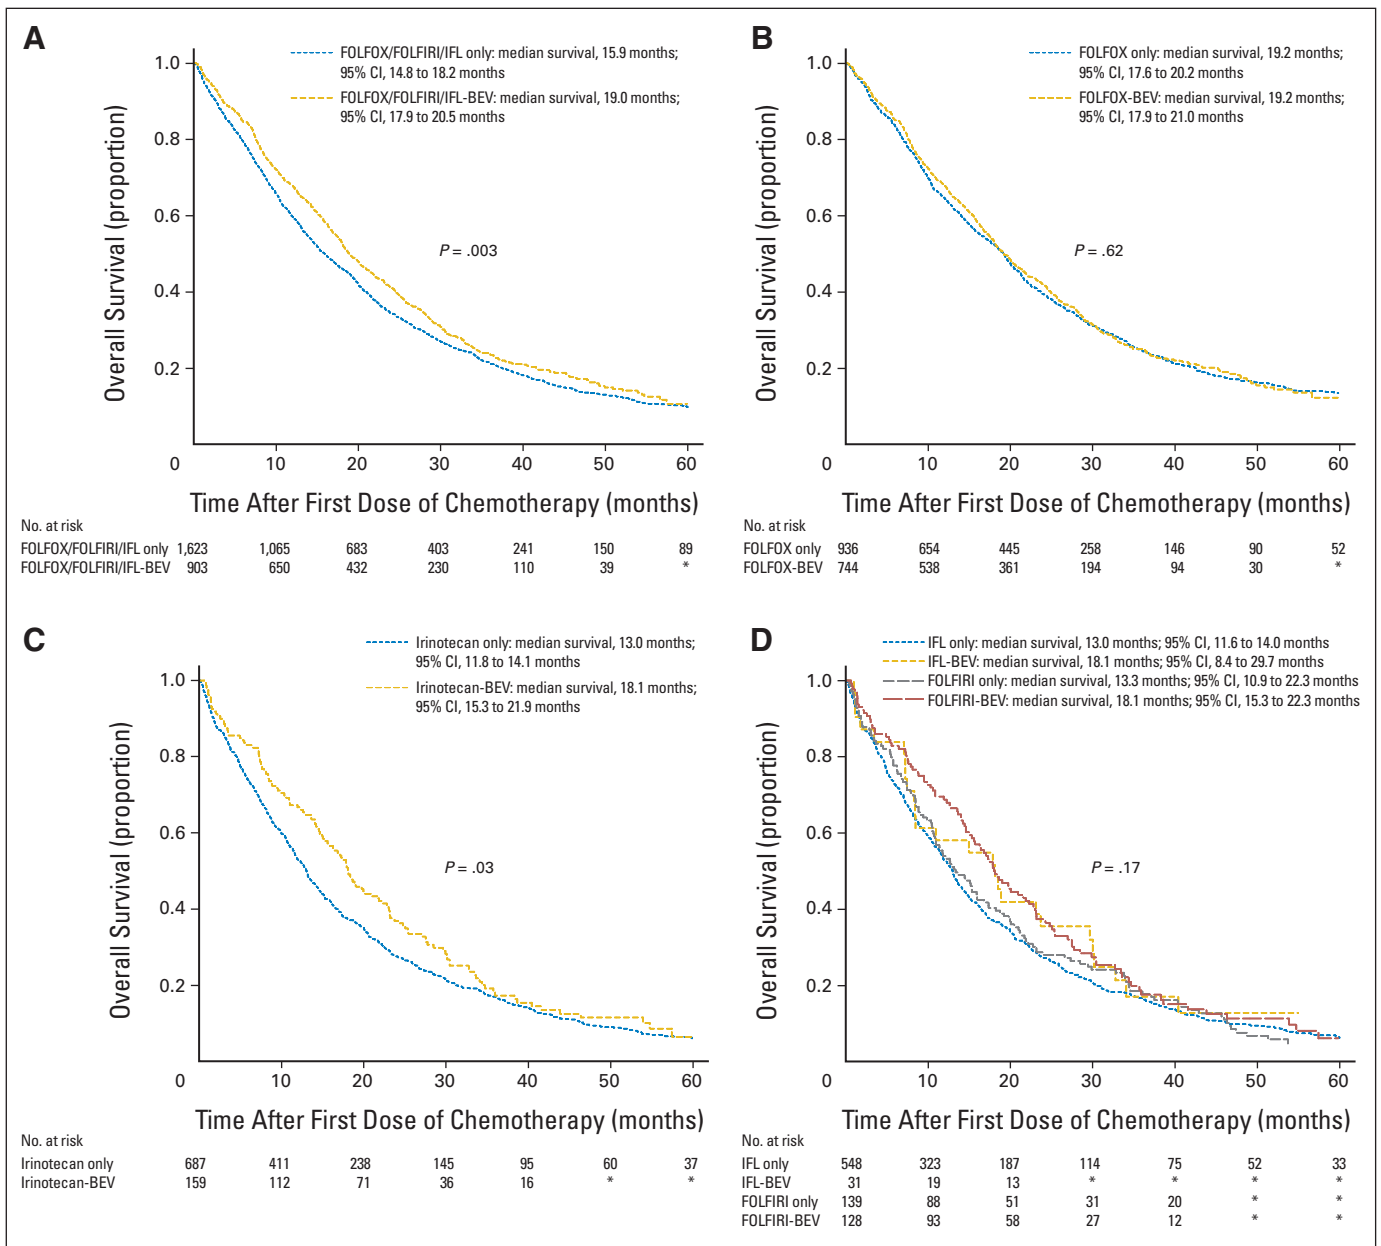 A
FOLFOX/FOLFIRI/IFL only: median survival, 15.9 months;
95% CI, 14.8 to 18.2 months
FOLFOX/FOLFIRI/IFL-BEV: median survival, 19.0 months;
95% CI, 17.9 to 20.5 months
Overall Survival (proportion)
1.0
0.8
0.6
0.4
0.2
P = .003
0 10 20 30 40 50 60
Time After First Dose of Chemotherapy (months)
No. at risk
FOLFOX/FOLFIRI/IFL only 1,623 1,065 683 403 241 150 89
FOLFOX/FOLFIRI/IFL-BEV 903 650 432 230 110 39 *
B
FOLFOX only: median survival, 19.2 months;
95% CI, 17.6 to 20.2 months
FOLFOX-BEV: median survival, 19.2 months;
95% CI, 17.9 to 21.0 months
Overall Survival (proportion)
1.0
0.8
0.6
0.4
0.2
P = .62
0 10 20 30 40 50 60
Time After First Dose of Chemotherapy (months)
No. at risk
FOLFOX only 936 654 445 258 146 90 52
FOLFOX-BEV 744 538 361 194 94 30 *
C
Irinotecan only: median survival, 13.0 months;
95% CI, 11.8 to 14.1 months
Irinotecan-BEV: median survival, 18.1 months;
95% CI, 15.3 to 21.9 months
Overall Survival (proportion)
1.0
0.8
0.6
0.4
0.2
P = .03
0 10 20 30 40 50 60
Time After First Dose of Chemotherapy (months)
No. at risk
Irinotecan only 687 411 238 145 95 60 37
Irinotecan-BEV 159 112 71 36 16 * *
D
IFL only: median survival, 13.0 months; 95% CI, 11.6 to 14.0 months
IFL-BEV: median survival, 18.1 months; 95% CI, 8.4 to 29.7 months
FOLFIRI only: median survival, 13.3 months; 95% CI, 10.9 to 22.3 months
FOLFIRI-BEV: median survival, 18.1 months; 95% CI, 15.3 to 22.3 months
Overall Survival (proportion)
1.0
0.8
0.6
0.4
0.2
P = .17
0 10 20 30 40 50 60
Time After First Dose of Chemotherapy (months)
No. at risk
IFL only 548 323 187 114 75 52 33
IFL-BEV 31 19 13 * * * *
FOLFIRI only 139 88 51 31 20 * *
FOLFIRI-BEV 128 93 58 27 12 * *